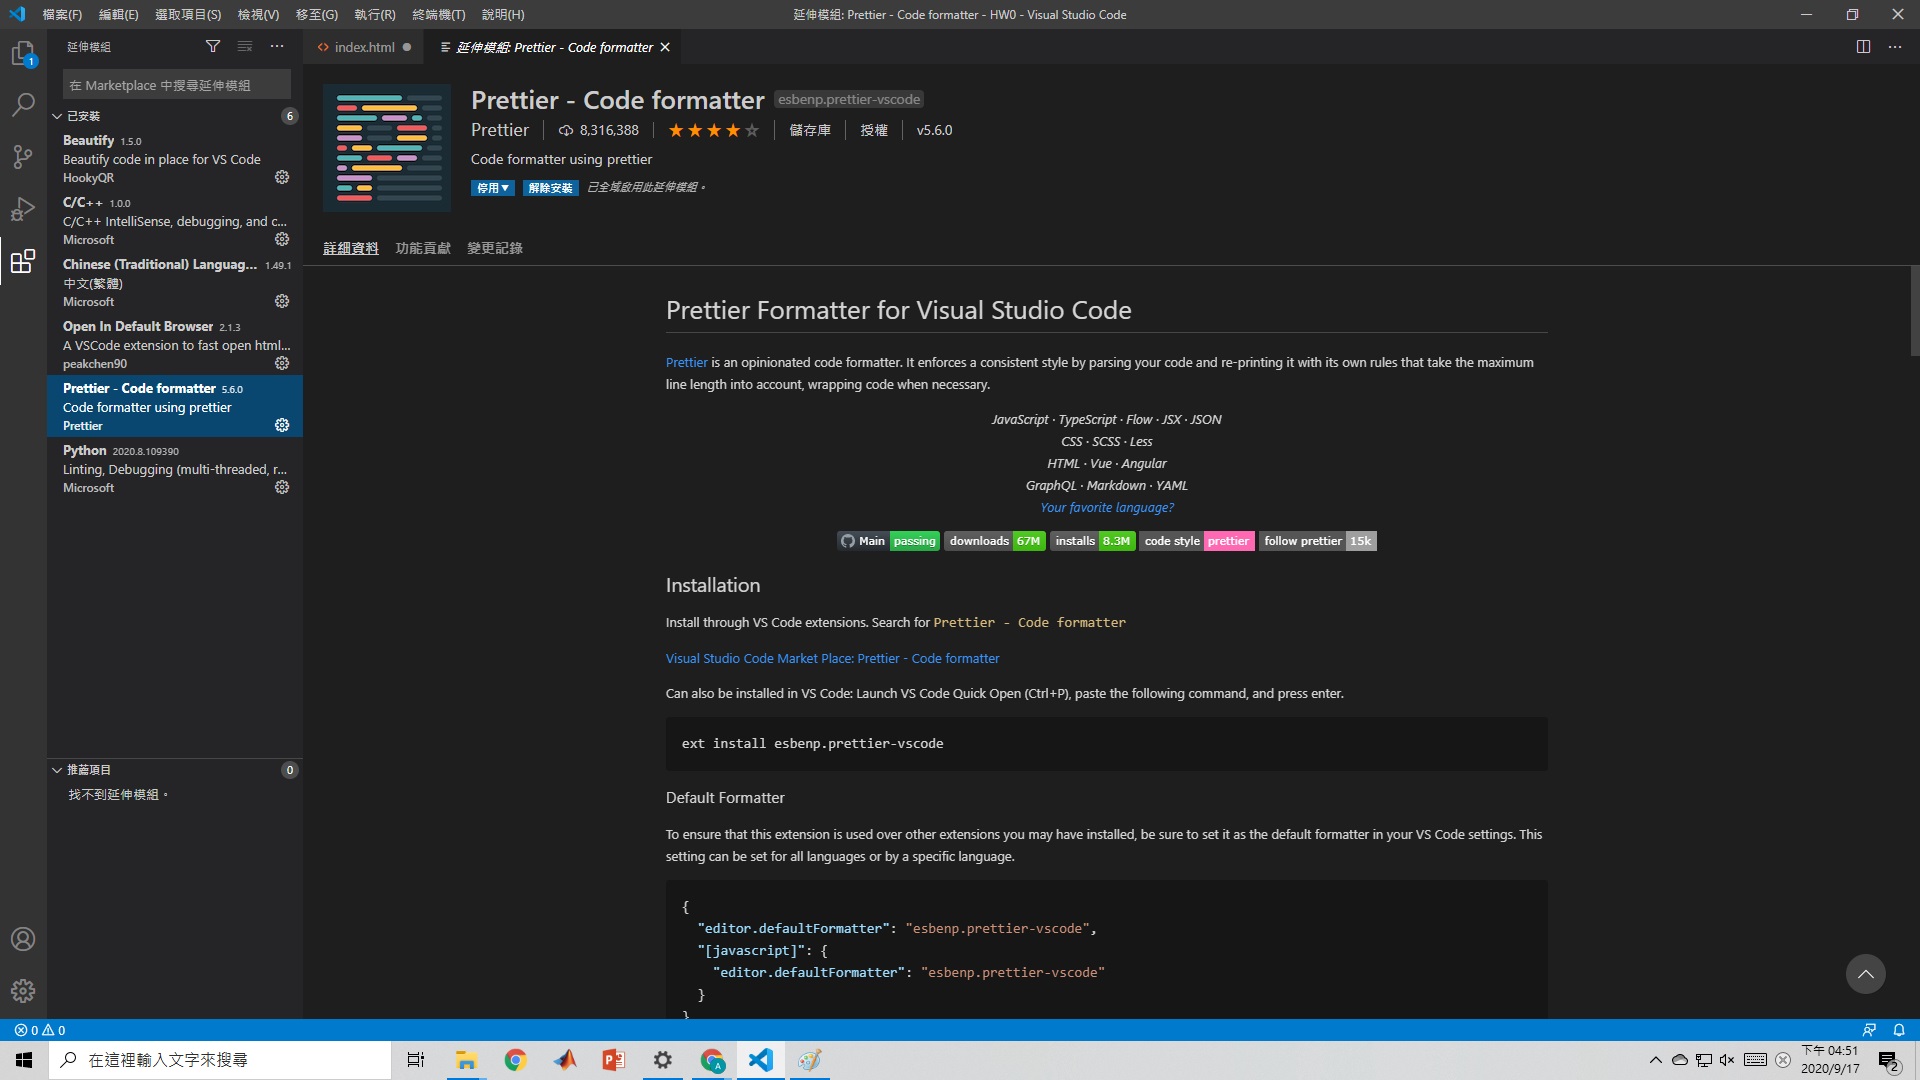 檔案(F) 編輯(E) 選取項目(S) 檢視(V) 移至(G) 執行(R) 終端機(T) 說明(H)
延伸模組: Prettier - Code formatter - HW0 - Visual Studio Code
1
延伸模組
在 Marketplace 中搜尋延伸模組
已安裝 6
Beautify 1.5.0
Beautify code in place for VS Code
HookyQR
C/C++ 1.0.0
C/C++ IntelliSense, debugging, and c...
Microsoft
Chinese (Traditional) Languag... 1.49.1
中文(繁體)
Microsoft
Open In Default Browser 2.1.3
A VSCode extension to fast open html...
peakchen90
Prettier - Code formatter 5.6.0
Code formatter using prettier
Prettier
Python 2020.8.109390
Linting, Debugging (multi-threaded, r...
Microsoft
推薦項目 0
找不到延伸模組。
index.html
延伸模組: Prettier - Code formatter
Prettier - Code formatter esbenp.prettier-vscode
Prettier 8,316,388 儲存庫 授權 v5.6.0
Code formatter using prettier
停用 解除安裝 已全域啟用此延伸模組。
詳細資料 功能貢獻 變更記錄
Prettier Formatter for Visual Studio Code
Prettier is an opinionated code formatter. It enforces a consistent style by parsing your code and re-printing it with its own rules that take the maximum
line length into account, wrapping code when necessary.
JavaScript · TypeScript · Flow · JSX · JSON
CSS · SCSS · Less
HTML · Vue · Angular
GraphQL · Markdown · YAML
Your favorite language?
Main passing downloads 67M installs 8.3M code style prettier follow prettier 15k
Installation
Install through VS Code extensions. Search for Prettier - Code formatter
Visual Studio Code Market Place: Prettier - Code formatter
Can also be installed in VS Code: Launch VS Code Quick Open (Ctrl+P), paste the following command, and press enter.
ext install esbenp.prettier-vscode
Default Formatter
To ensure that this extension is used over other extensions you may have installed, be sure to set it as the default formatter in your VS Code settings. This
setting can be set for all languages or by a specific language.
{
"editor.defaultFormatter": "esbenp.prettier-vscode",
"[javascript]": {
"editor.defaultFormatter": "esbenp.prettier-vscode"
}
}
0 0
在這裡輸入文字來搜尋
下午 04:51
2020/9/17
2